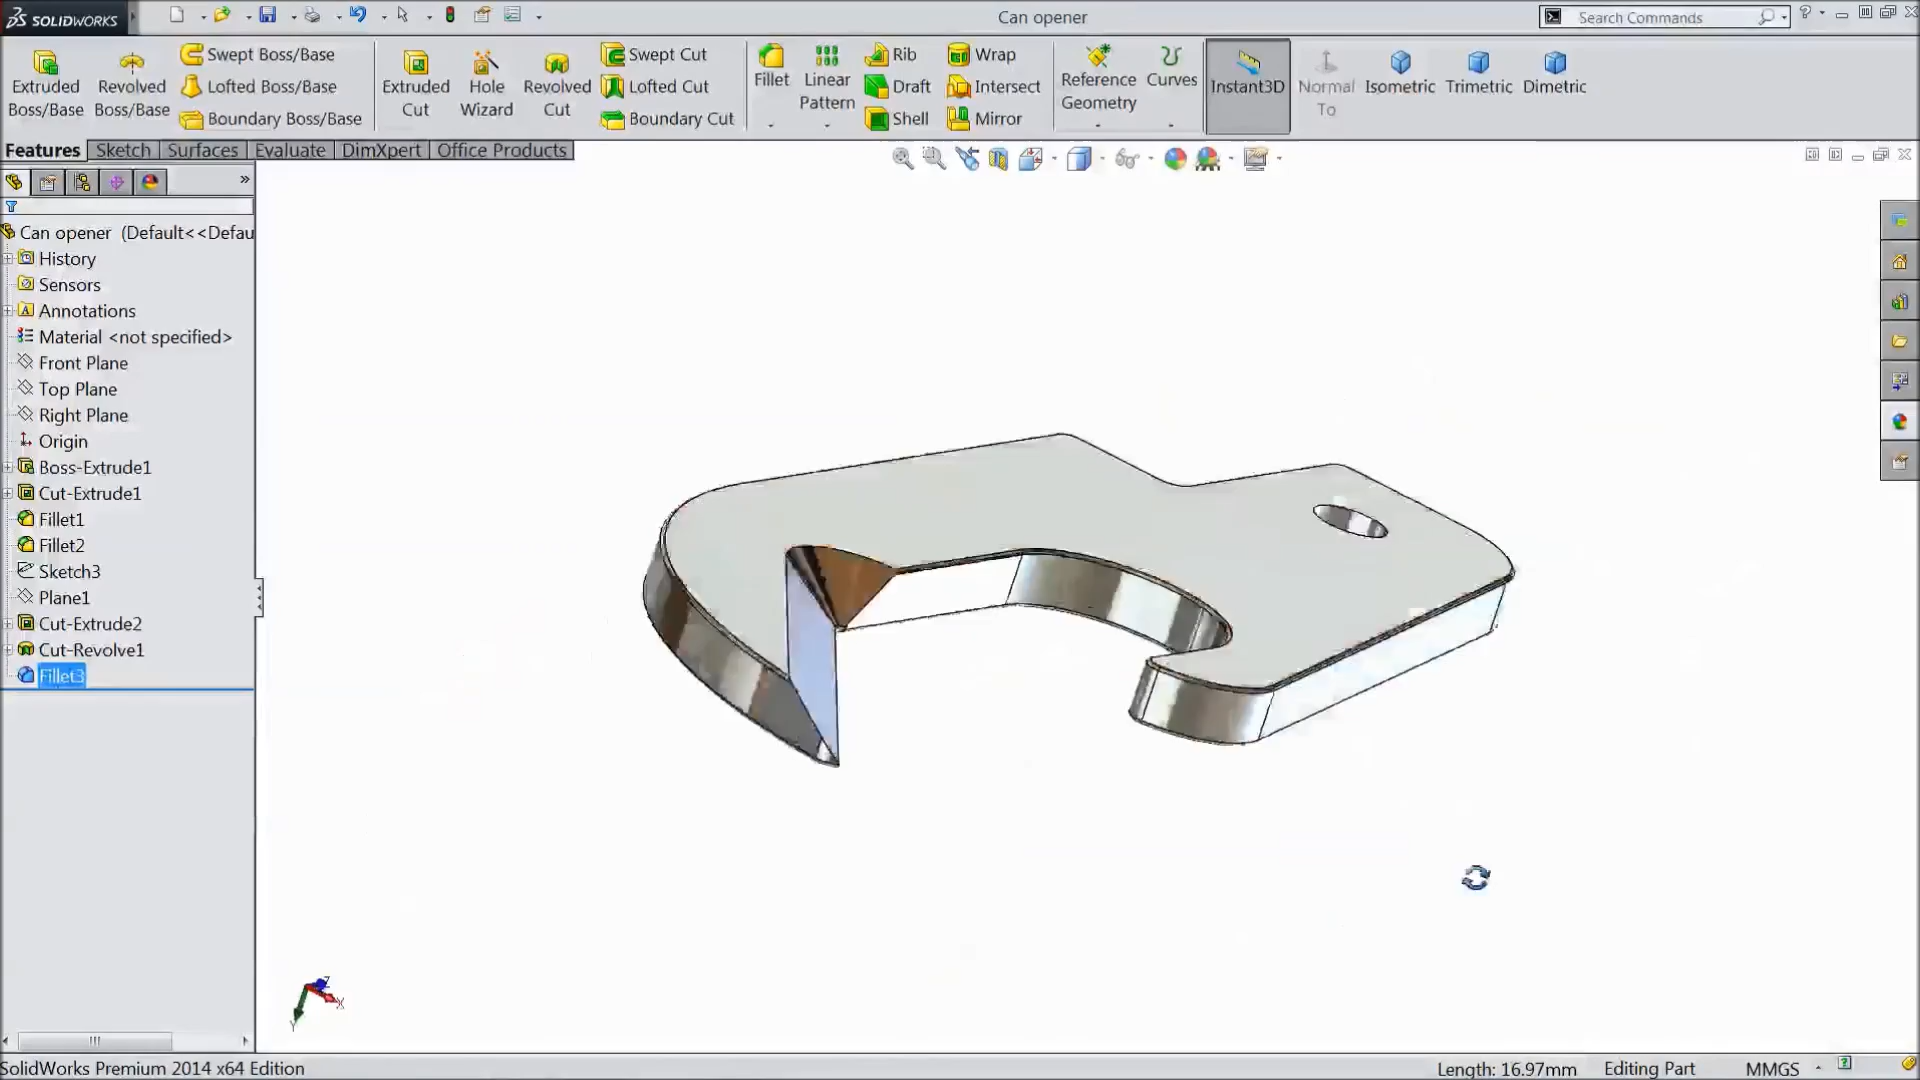 SOLIDWORKS
Can opener
Search Commands
Extruded Boss/Base
Revolved Boss/Base
Swept Boss/Base
Lofted Boss/Base
Boundary Boss/Base
Extruded Cut
Hole Wizard
Revolved Cut
Swept Cut
Lofted Cut
Boundary Cut
Fillet
Linear Pattern
Rib
Draft
Shell
Wrap
Intersect
Mirror
Reference Geometry
Curves
Instant3D
Normal To
Isometric
Trimetric
Dimetric
Features
Sketch
Surfaces
Evaluate
DimXpert
Office Products
Can opener (Default<<Defau
History
Sensors
Annotations
Material <not specified>
Front Plane
Top Plane
Right Plane
Origin
Boss-Extrude1
Cut-Extrude1
Fillet1
Fillet2
Sketch3
Plane1
Cut-Extrude2
Cut-Revolve1
Fillet3
Z
X
Y
SolidWorks Premium 2014 x64 Edition
Length: 16.97mm
Editing Part
MMGS